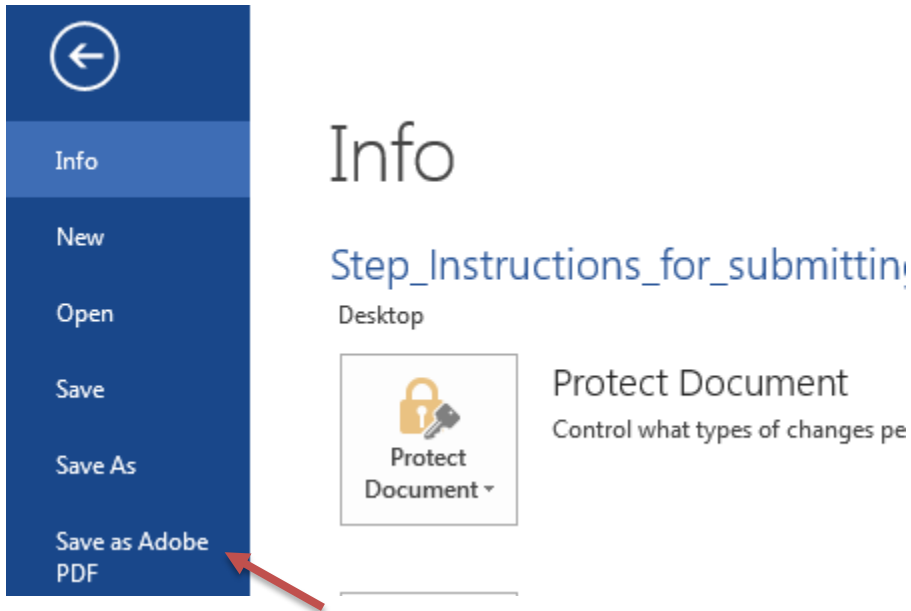 Info
New
Open
Save
Save As
Save as Adobe
PDF
Info
Step_Instructions_for_submitting
Desktop
Protect
Document
Protect Document
Control what types of changes pe